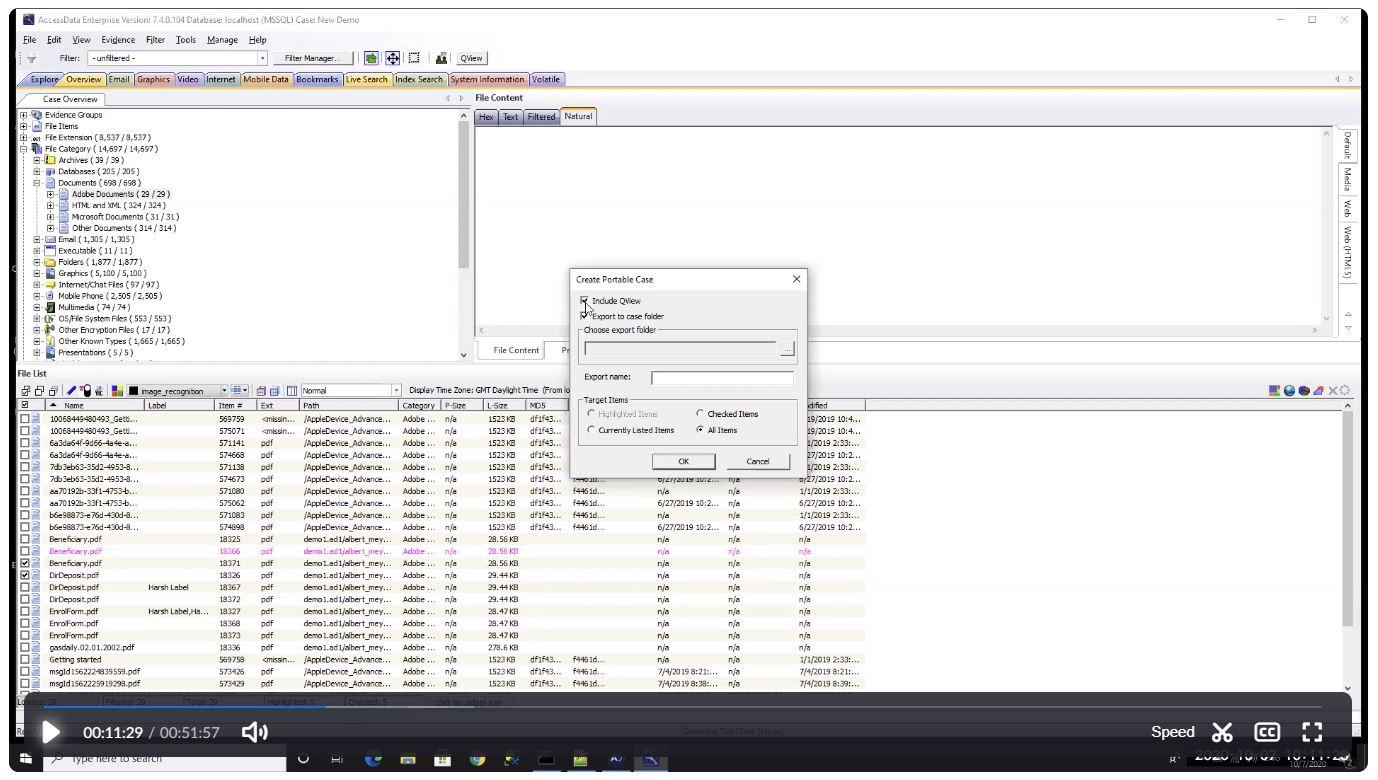 AccessData Enterprise Version: 7.4.0.104 Database: localhost (MSSQL) Case: New Demo
File Edit View Evidence Filter Tools Manage Help
Filter: - unfiltered - Filter Manager... QView
Explore Overview Email Graphics Video Internet Mobile Data Bookmarks Live Search Index Search System Information Volatile
Case Overview
Evidence Groups
File Items
File Extension ( 8,537 / 8,537 )
File Category ( 14,697 / 14,697 )
Archives ( 39 / 39 )
Databases ( 205 / 205 )
Documents ( 698 / 698 )
Adobe Documents ( 29 / 29 )
HTML and XML ( 324 / 324 )
Microsoft Documents ( 31 / 31 )
Other Documents ( 314 / 314 )
Email ( 1,305 / 1,305 )
Executable ( 11 / 11 )
Folders ( 1,877 / 1,877 )
Graphics ( 5,100 / 5,100 )
Internet/Chat Files ( 97 / 97 )
Mobile Phone ( 2,505 / 2,505 )
Multimedia ( 74 / 74 )
OS/File System Files ( 553 / 553 )
Other Encryption Files ( 17 / 17 )
Other Known Types ( 1,665 / 1,665 )
Presentations ( 5 / 5 )
File Content
Hex Text Filtered Natural
Default
Media
Web
Web (HTML5)
File Content
Create Portable Case
Include QView
Export to case folder
Choose export folder
...
Export name:
Target Items
Highlighted Items Checked Items
Currently Listed Items All Items
OK Cancel
File List
image_recognition Normal Display Time Zone: GMT Daylight Time (From lo
Name Label Item # Ext Path Category P-Size L-Size MD5
10068449480493_Getti... 569759 <missin... /AppleDevice_Advance... Adobe ... n/a 1523 KB df1f43...
10068449480493_Getti... 575071 <missin... /AppleDevice_Advance... Adobe ... n/a 1523 KB df1f43...
6a3da64f-9d66-4a4e-a... 571141 pdf /AppleDevice_Advance... Adobe ... n/a 1523 KB df1f43...
6a3da64f-9d66-4a4e-a... 574668 pdf /AppleDevice_Advance... Adobe ... n/a 1523 KB df1f43...
7db3eb63-35d2-4953-8... 571138 pdf /AppleDevice_Advance... Adobe ... n/a 1523 KB df1f43...
7db3eb63-35d2-4953-8... 574673 pdf /AppleDevice_Advance... Adobe ... n/a 1523 KB df1f43... f4461d... 6/27/2019 10:2... n/a 6/27/2019 10:2...
aa70192b-33f1-4753-b... 571080 pdf /AppleDevice_Advance... Adobe ... n/a 1523 KB df1f43... f4461d... n/a n/a 1/1/2019 2:33:...
aa70192b-33f1-4753-b... 575062 pdf /AppleDevice_Advance... Adobe ... n/a 1523 KB df1f43... f4461d... 6/27/2019 10:2... n/a 6/27/2019 10:2...
b6e98873-e76d-430d-8... 571083 pdf /AppleDevice_Advance... Adobe ... n/a 1523 KB df1f43... f4461d... n/a n/a 1/1/2019 2:33:...
b6e98873-e76d-430d-8... 574898 pdf /AppleDevice_Advance... Adobe ... n/a 1523 KB df1f43... f4461d... 6/27/2019 10:2... n/a 6/27/2019 10:2...
Beneficiary.pdf 18325 pdf demo1.ad1/albert_mey... Adobe ... n/a 28.56 KB n/a n/a n/a
Beneficiary.pdf 18366 pdf demo1.ad1/albert_mey... Adobe ... n/a 28.56 KB n/a n/a n/a
Beneficiary.pdf 18371 pdf demo1.ad1/albert_mey... Adobe ... n/a 28.56 KB n/a n/a n/a
DirDeposit.pdf 18326 pdf demo1.ad1/albert_mey... Adobe ... n/a 29.44 KB n/a n/a n/a
DirDeposit.pdf Harsh Label 18367 pdf demo1.ad1/albert_mey... Adobe ... n/a 29.44 KB n/a n/a n/a
DirDeposit.pdf 18372 pdf demo1.ad1/albert_mey... Adobe ... n/a 29.44 KB n/a n/a n/a
EnrolForm.pdf Harsh Label,Ha... 18327 pdf demo1.ad1/albert_mey... Adobe ... n/a 28.47 KB n/a n/a n/a
EnrolForm.pdf 18368 pdf demo1.ad1/albert_mey... Adobe ... n/a 28.47 KB n/a n/a n/a
EnrolForm.pdf 18373 pdf demo1.ad1/albert_mey... Adobe ... n/a 28.47 KB n/a n/a n/a
gasdaily.02.01.2002.pdf 18336 pdf demo1.ad1/albert_mey... Adobe ... n/a 278.6 KB n/a n/a n/a
Getting started 569758 <missin... /AppleDevice_Advance... Adobe ... n/a 1523 KB df1f43... f4461d... n/a n/a 1/1/2019 2:33:...
msgId1562224839559.pdf 573426 pdf /AppleDevice_Advance... Adobe ... n/a 1523 KB df1f43... f4461d... 7/4/2019 8:21:... n/a 7/4/2019 8:21:...
msgId1562225919298.pdf 573429 pdf /AppleDevice_Advance... Adobe ... n/a 1523 KB df1f43... f4461d... 7/4/2019 8:38:... n/a 7/4/2019 8:39:...
Loaded: 29 Filtered: 29 Total: 29 Highlighted: 0 Checked: 5 Click to update size
00:11:29 / 00:51:57 Speed CC
Overview Tab Filter: [None]
Type here to search
10/7/2020